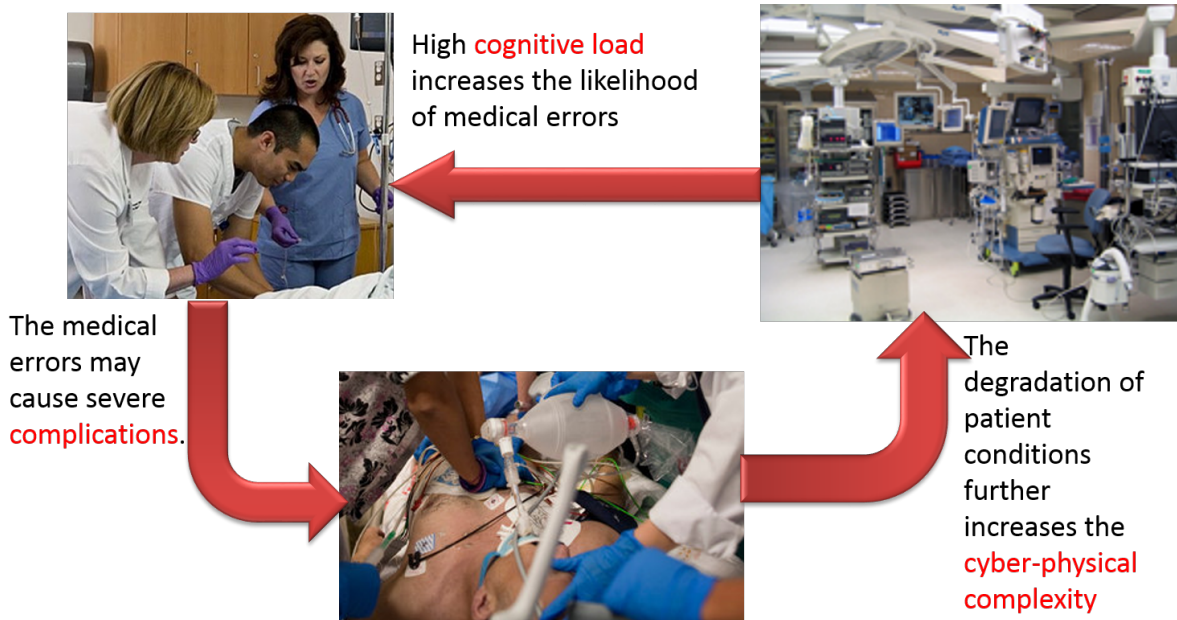 High cognitive load
increases the likelihood
of medical errors
The medical
errors may
cause severe
complications.
The
degradation of
patient
conditions
further
increases the
cyber-physical
complexity